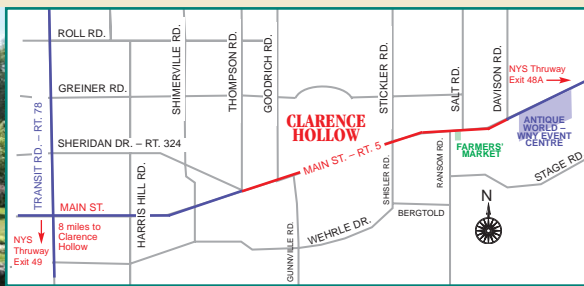 ROLL RD.
GREINER RD.
SHERIDAN DR. – RT. 324
TRANSIT RD. – RT. 78
MAIN ST.
NYS
Thruway
Exit 49
8 miles to
Clarence
Hollow
HARRIS HILL RD.
SHIMERVILLE RD.
THOMPSON RD.
GOODRICH RD.
CLARENCE
HOLLOW
MAIN ST. – RT. 5
GUNNVILLE RD.
WEHRLE DR.
STICKLER RD.
SHISLER RD.
BERGTOLD
RANSOM RD.
SALT RD.
DAVISON RD.
NYS Thruway
Exit 48A
FARMERS'
MARKET
ANTIQUE
WORLD –
WNY EVENT
CENTRE
STAGE RD.
N